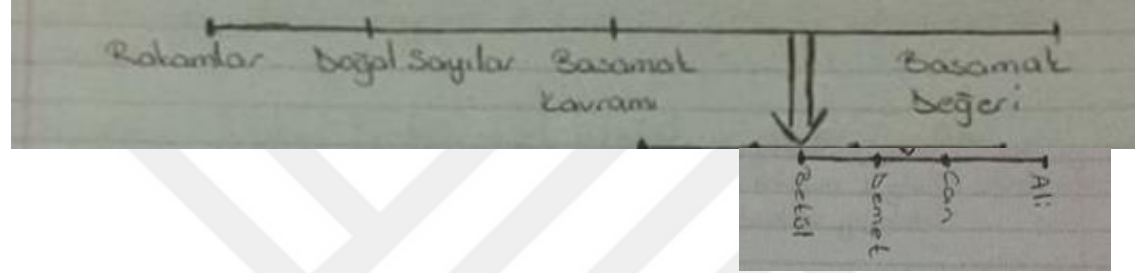 Rakamlar Doğal Sayılar Basamak Kavramı Basamak Değeri
Betül Demet Can Ali